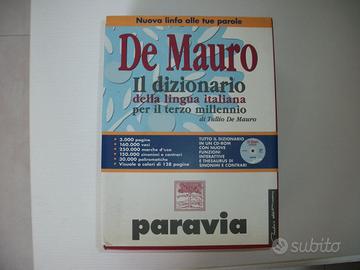 Nuova linfa alle tue parole
De Mauro
Il dizionario
della lingua italiana
per il terzo millennio
di Tullio De Mauro
• 3.000 pagine
• 160.000 voci
• 250.000 marche d'uso
• 150.000 sinonimi e contrari
• 30.000 polirematiche
• Visuale a colori di 128 pagine
TUTTO IL DIZIONARIO
IN UN CD-ROM
CON NUOVE
FUNZIONI
INTERATTIVE
E THESAURUS DI
SINONIMI E CONTRARI
paravia
subito